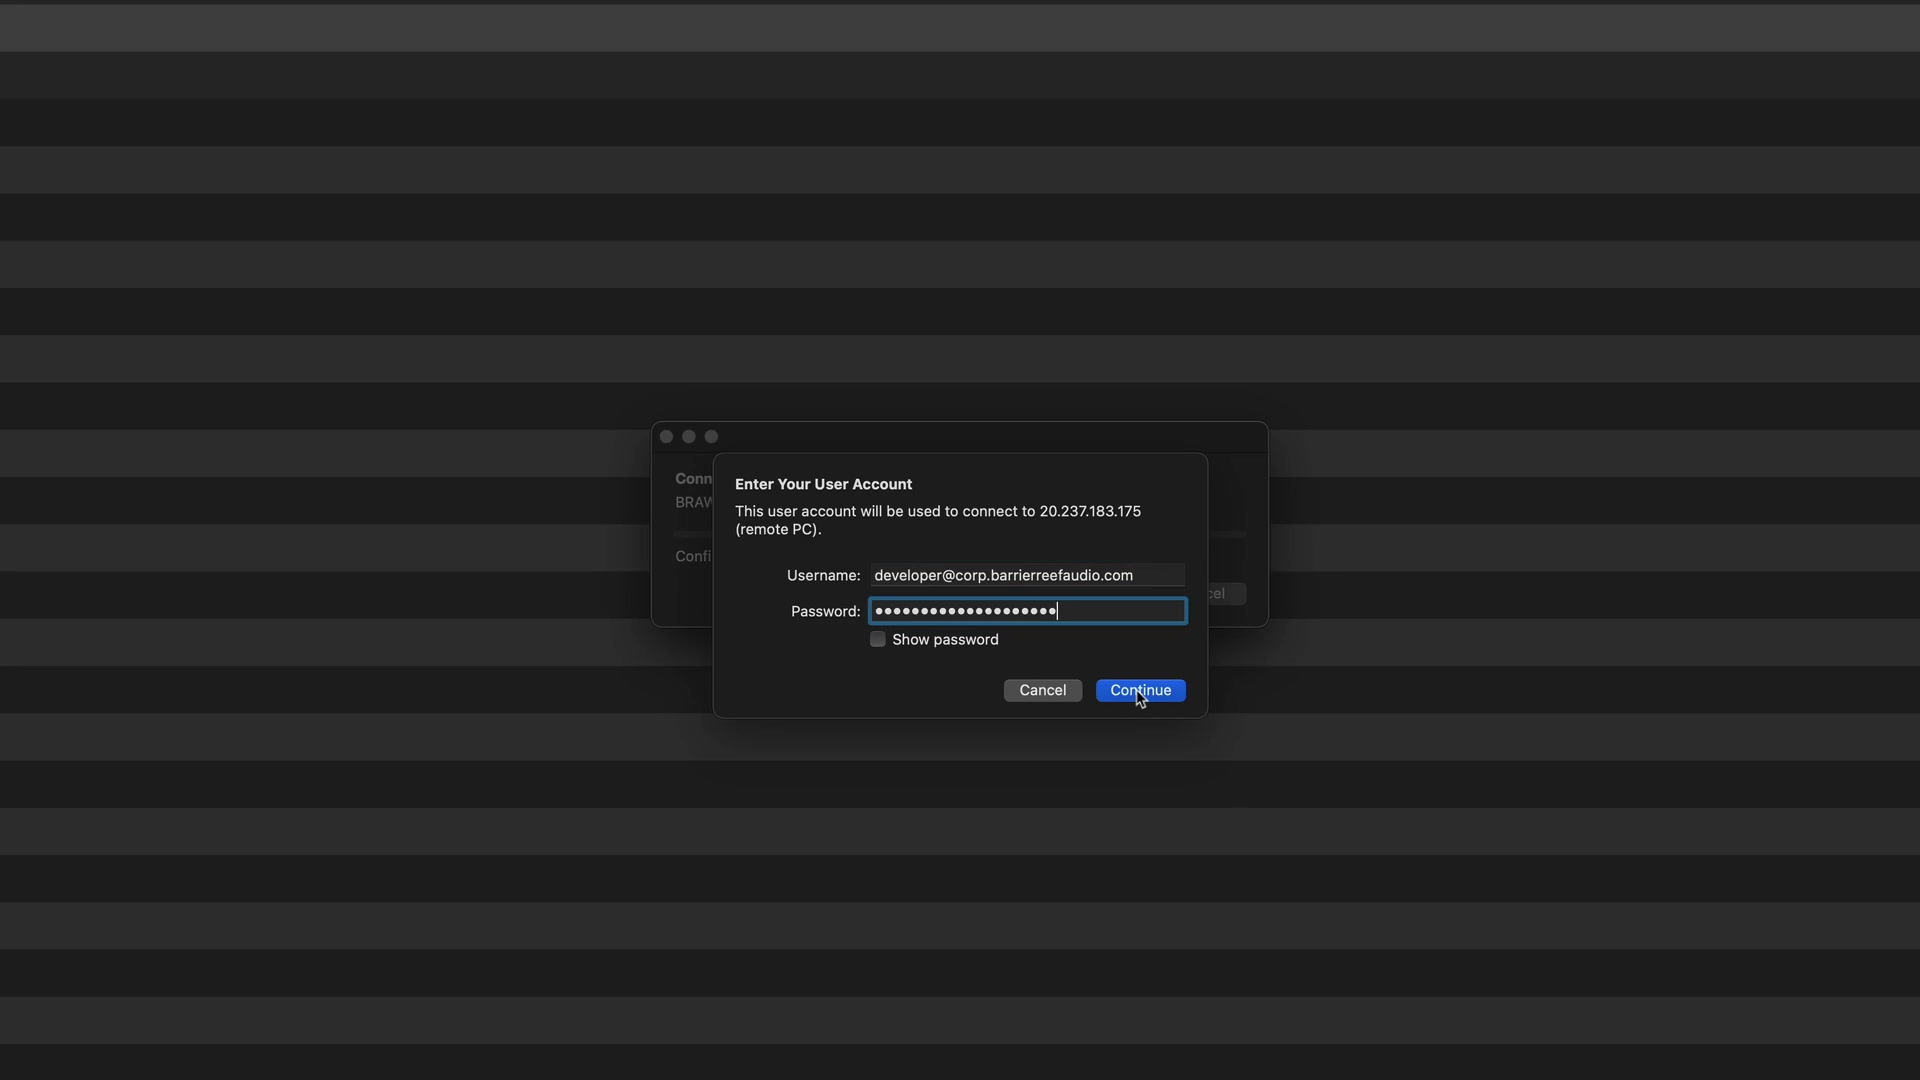 Conn
BRAW
Confi
cel
Enter Your User Account
This user account will be used to connect to 20.237.183.175
(remote PC).
Username: developer@corp.barrierreefaudio.com
Password: ●●●●●●●●●●●●●●●●●●●●
Show password
Cancel
Continue